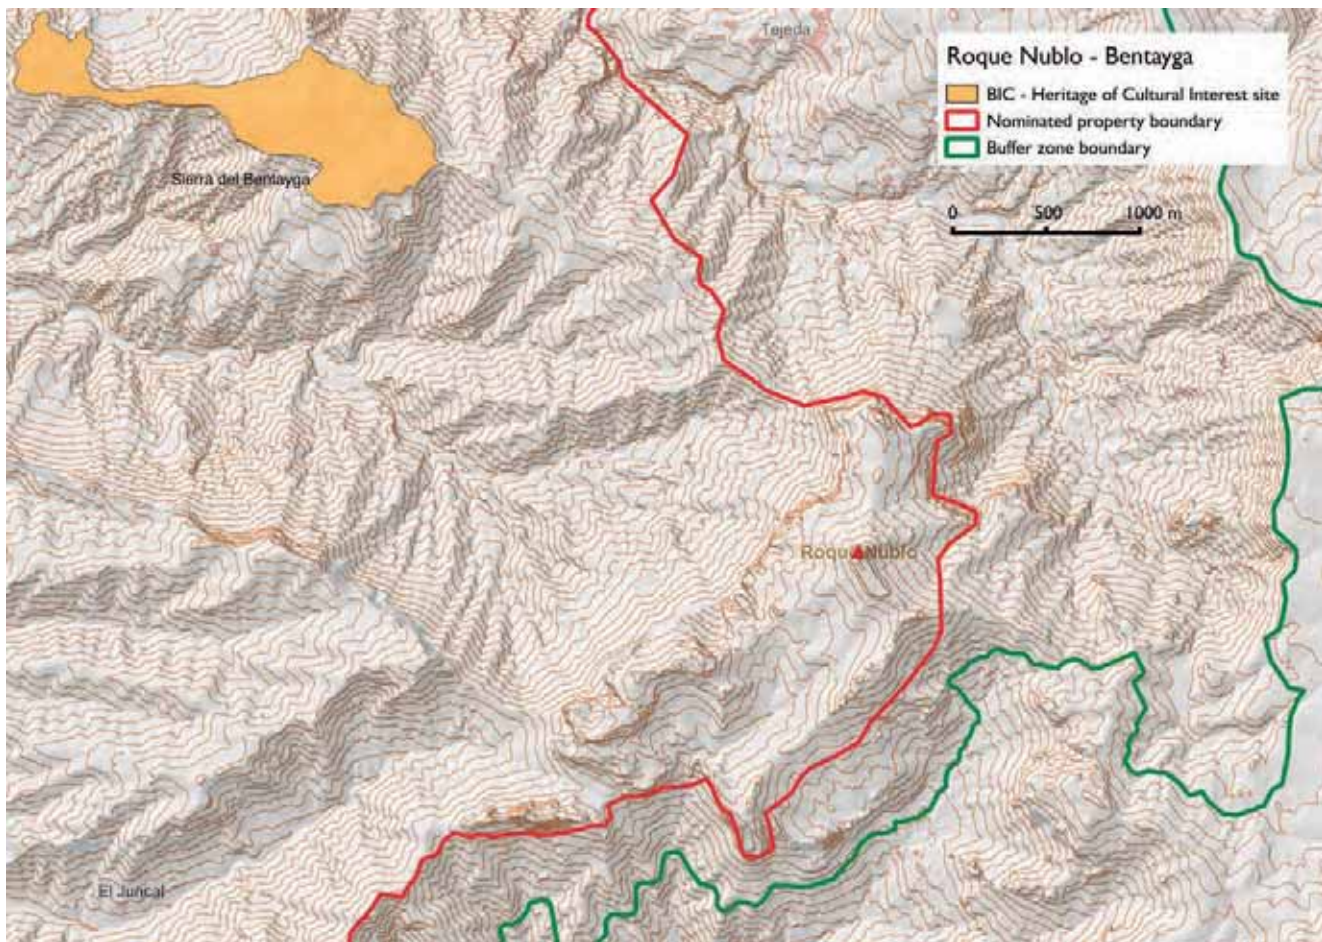 Tejeda
Roque Nublo - Bentayga
BIC - Heritage of Cultural Interest site
Nominated property boundary
Buffer zone boundary
0 500 1000 m
Sierra del Bentayga
Roque Nublo
El Juncal